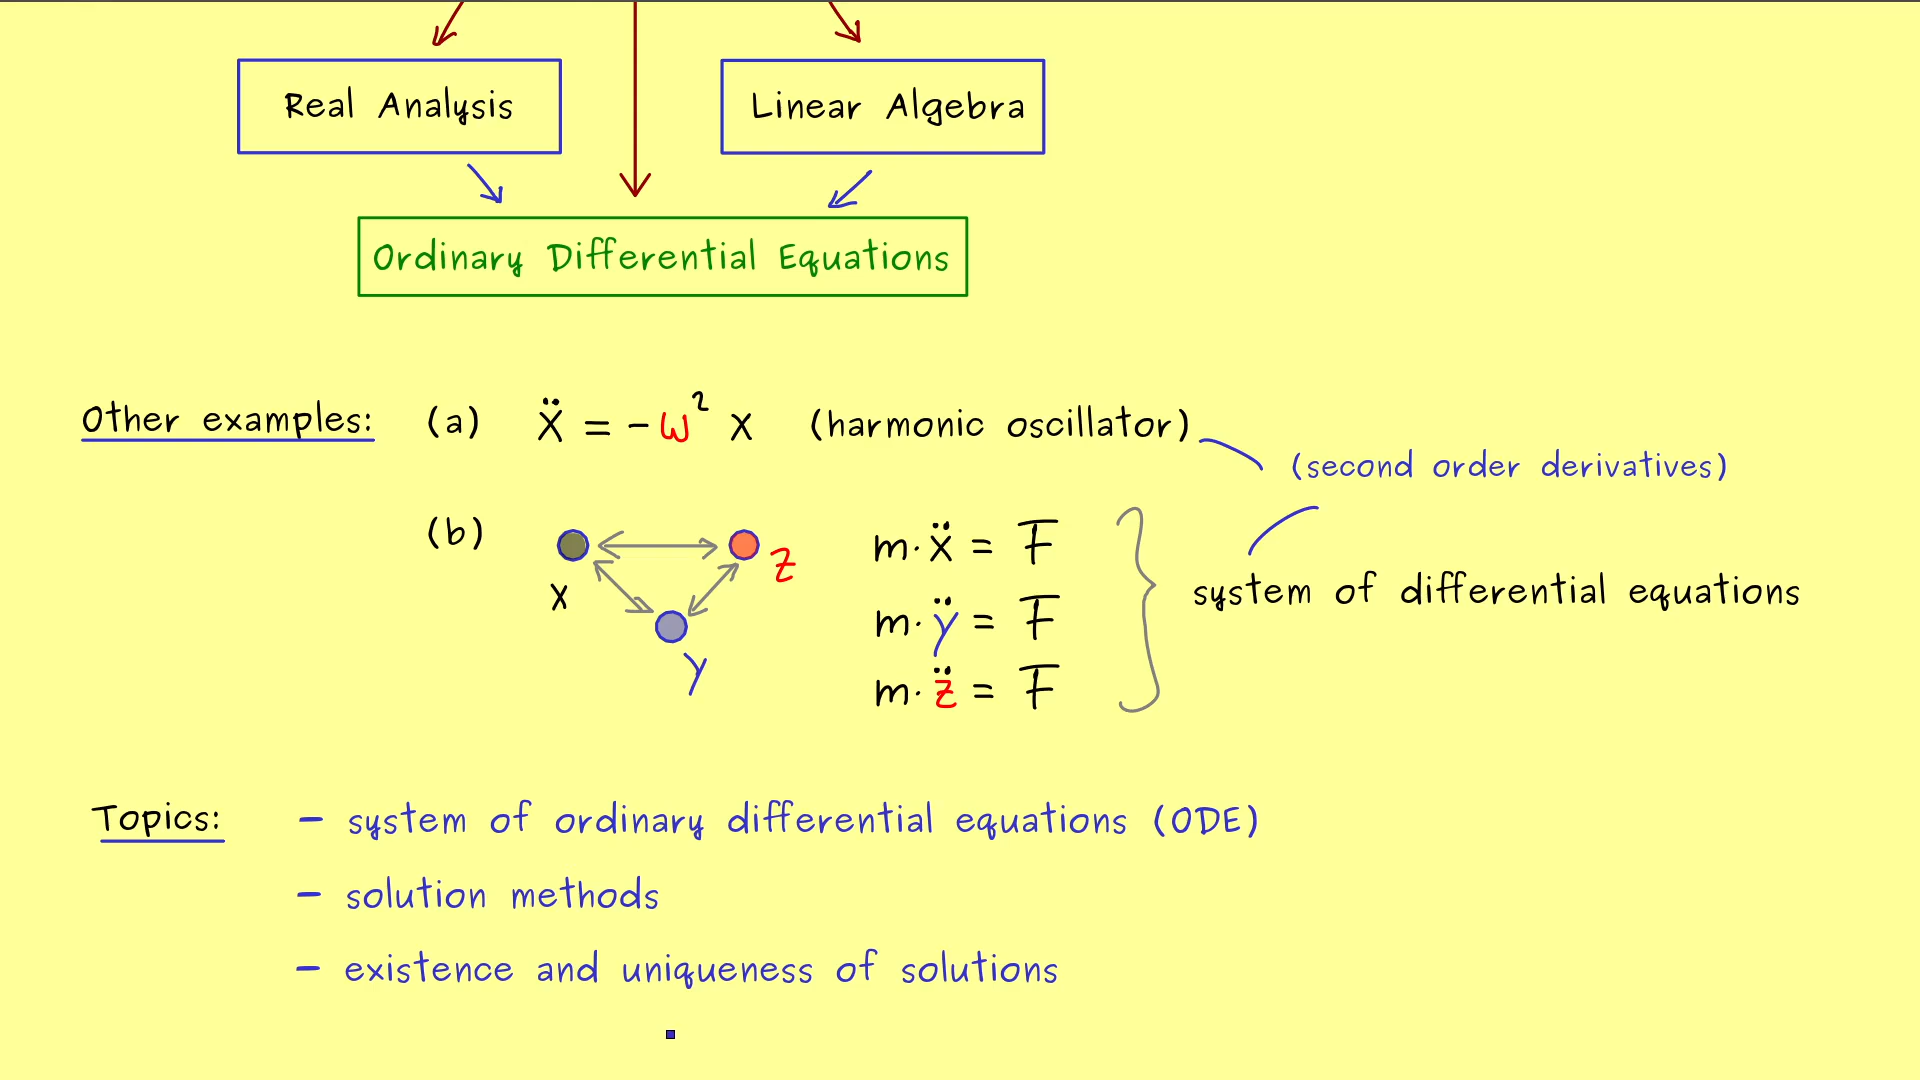 Real Analysis
Linear Algebra
Ordinary Differential Equations
Other examples: (a) ẍ = -ω² x (harmonic oscillator)
(second order derivatives)
(b)
x
z
y
m·ẍ = F
m·ÿ = F
m·z̈ = F
system of differential equations
Topics: – system of ordinary differential equations (ODE)
– solution methods
– existence and uniqueness of solutions